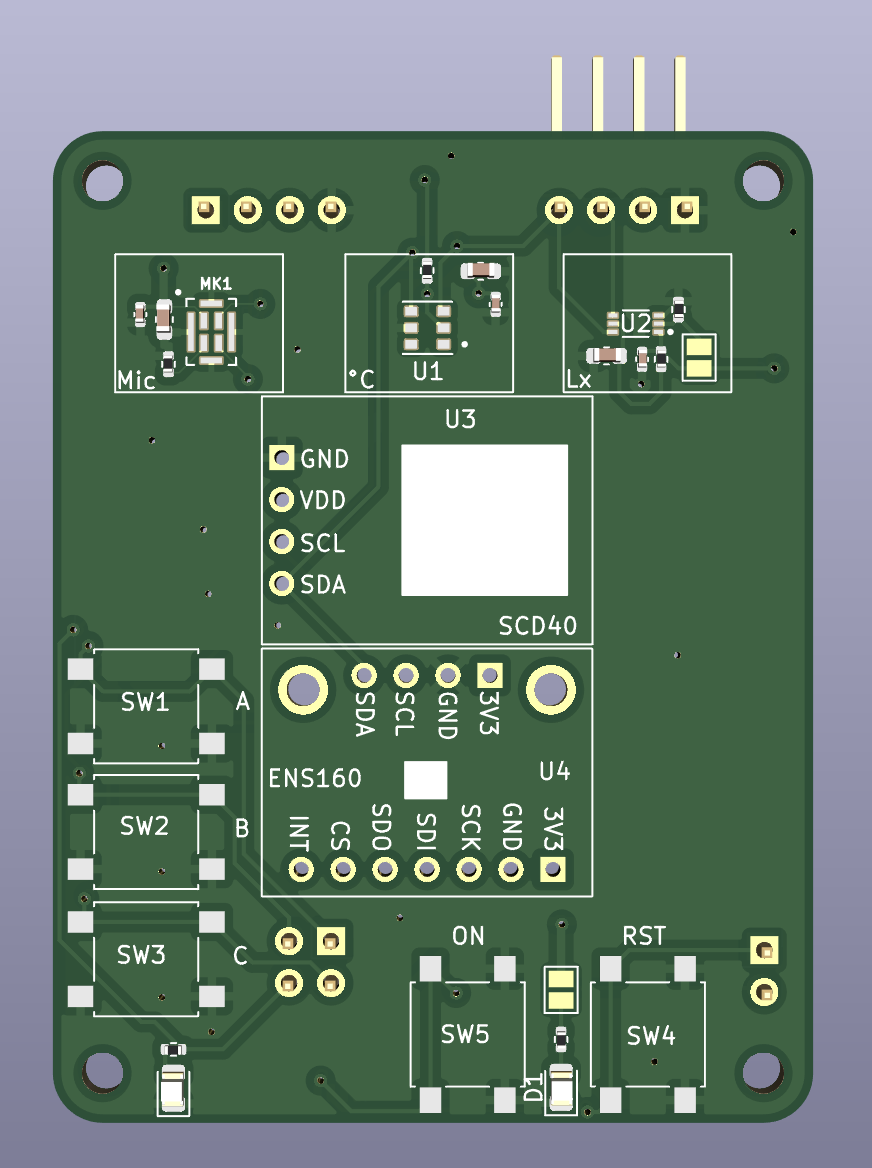 MK1
Mic
°C
U1
U2
Lx
U3
GND
VDD
SCL
SDA
SCD40
SW1
A
SDA
SCL
GND
3V3
ENS160
U4
SW2
B
INT
CS
SDO
SDI
SCK
GND
3V3
SW3
C
ON
RST
SW5
SW4
D1